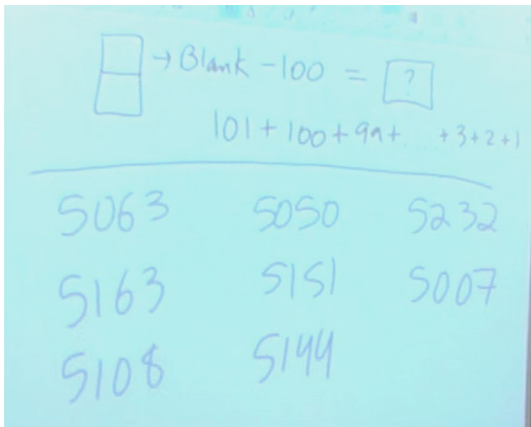 → Blank - 100 = ?
101 + 100 + 99 + ... + 3 + 2 + 1
5063 5050 5232
5163 5151 5007
5108 5144